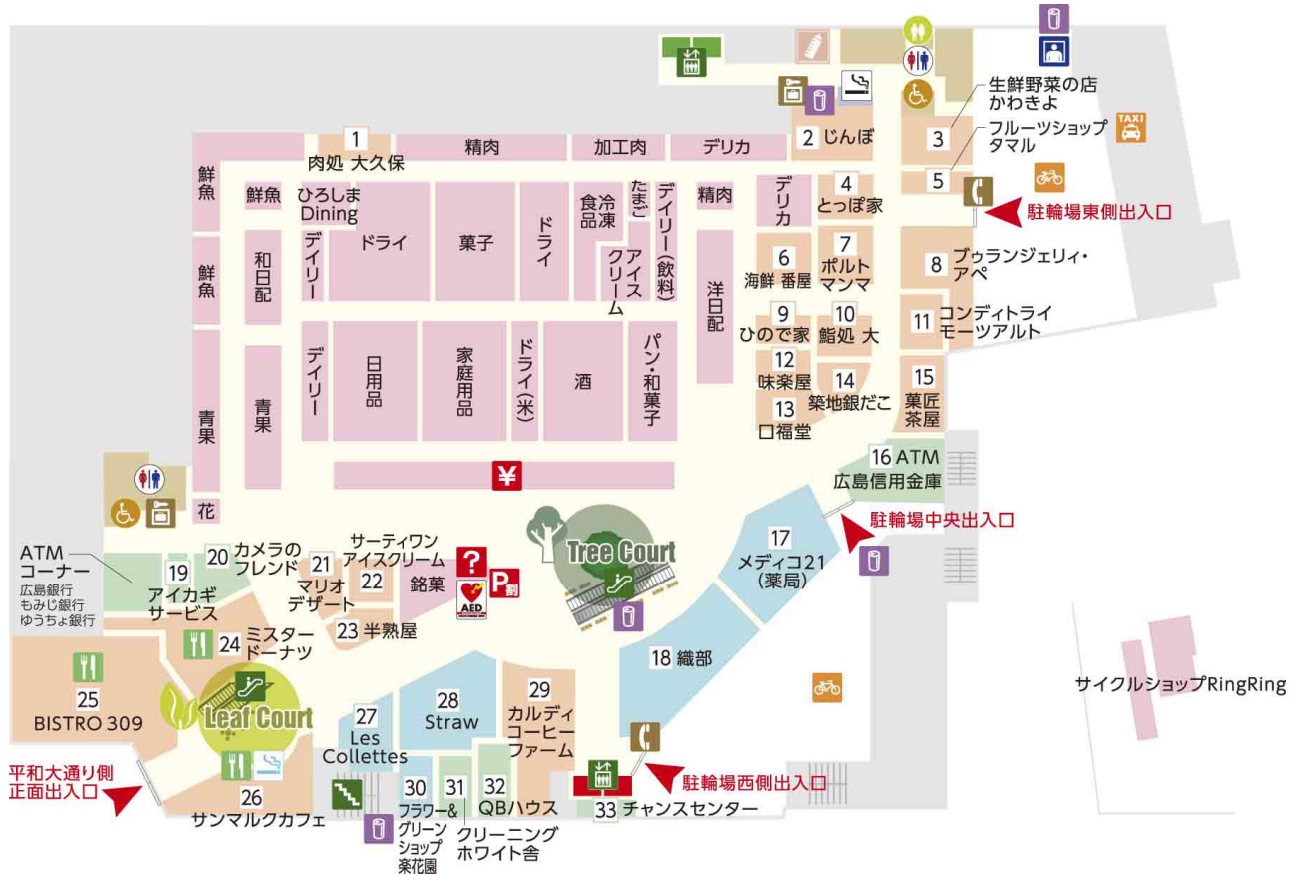 1
肉処 大久保
精肉
加工肉
デリカ
2 じんぼ
3
生鮮野菜の店
かわきよ
フルーツショップ
タマル
5
TAXI
駐輪場東側出入口
鮮魚
鮮魚
ひろしま
Dining
デイリー
ドライ
菓子
ドライ
冷凍
食品
たまご
アイス
クリーム
デイリー(飲料)
精肉
デリカ
4
とっぽ家
鮮魚
和日配
洋日配
6
海鮮 番屋
7
ポルト
マンマ
8
ブゥランジェリィ・
アペ
9
ひので家
10
鮨処 大
11
コンディトライ
モーツアルト
青果
青果
デイリー
日用品
家庭用品
ドライ(米)
酒
パン・和菓子
12
味楽屋
13
口福堂
14
築地銀だこ
15
菓匠
茶屋
16 ATM
広島信用金庫
駐輪場中央出入口
¥
花
Tree Court
17
メディコ21
(薬局)
18 織部
ATM
コーナー
広島銀行
もみじ銀行
ゆうちょ銀行
19
アイカギ
サービス
20
カメラの
フレンド
21
マリオ
デザート
サーティワン
アイスクリーム
22
銘菓
?
AED
P割
23 半熟屋
24
ミスター
ドーナツ
25
BISTRO 309
Leaf Court
平和大通り側
正面出入口
26
サンマルクカフェ
27
Les
Collettes
28
Straw
29
カルディ
コーヒー
ファーム
30
フラワー&
グリーン
ショップ
楽花園
31
クリーニング
ホワイト舎
32
QBハウス
33 チャンスセンター
駐輪場西側出入口
サイクルショップRingRing